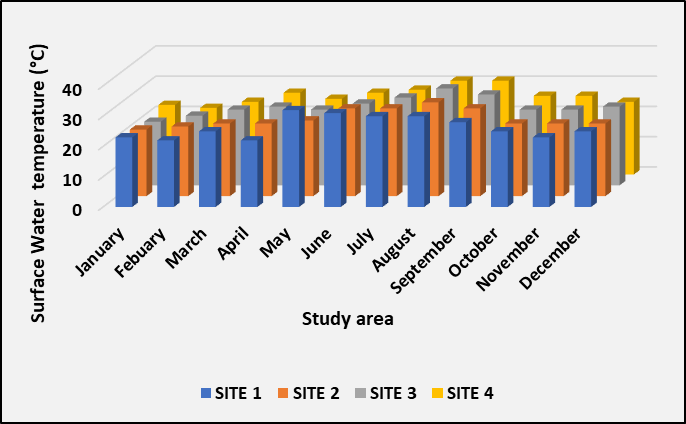 Surface Water temperature (°C)
40
30
20
10
0
January
Febuary
March
April
May
June
July
August
September
October
November
December
Study area
SITE 1 SITE 2 SITE 3 SITE 4